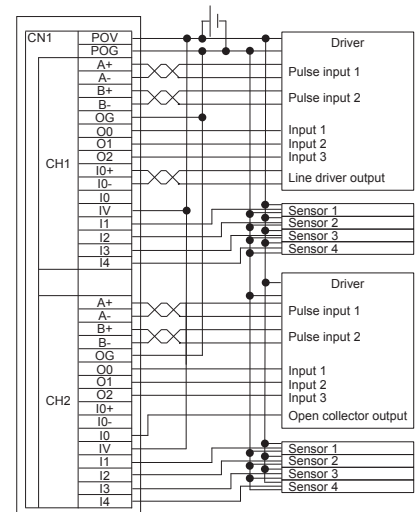 CN1
POV
POG
CH1
A+
A-
B+
B-
OG
O0
O1
O2
I0+
I0-
I0
IV
I1
I2
I3
I4
Driver
Pulse input 1
Pulse input 2
Input 1
Input 2
Input 3
Line driver output
Sensor 1
Sensor 2
Sensor 3
Sensor 4
CH2
A+
A-
B+
B-
OG
O0
O1
O2
I0+
I0-
I0
IV
I1
I2
I3
I4
Driver
Pulse input 1
Pulse input 2
Input 1
Input 2
Input 3
Open collector output
Sensor 1
Sensor 2
Sensor 3
Sensor 4